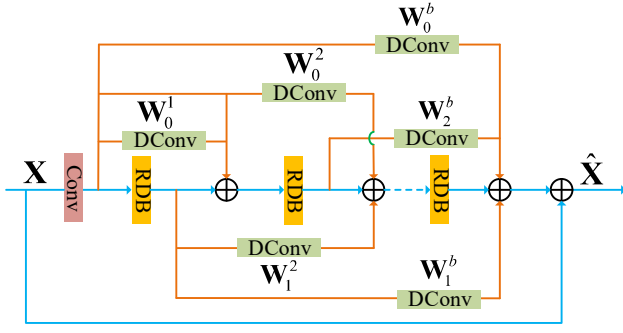 W_0^b
DConv
W_0^2
DConv
W_0^1
DConv
W_2^b
DConv
X
Conv
RDB
RDB
RDB
X̂
DConv
W_1^2
W_1^b
DConv